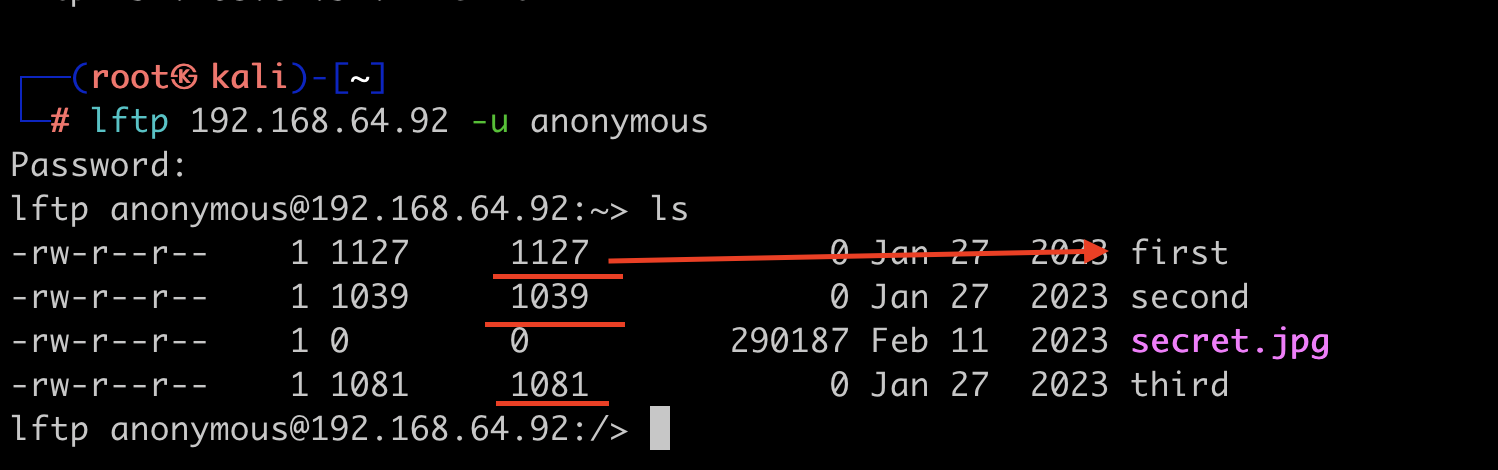 (root㉿kali)-[~]
# lftp 192.168.64.92 -u anonymous
Password:
lftp anonymous@192.168.64.92:~> ls
-rw-r--r--    1 1127     1127            0 Jan 27  2023 first
-rw-r--r--    1 1039     1039            0 Jan 27  2023 second
-rw-r--r--    1 0        0          290187 Feb 11  2023 secret.jpg
-rw-r--r--    1 1081     1081            0 Jan 27  2023 third
lftp anonymous@192.168.64.92:/>